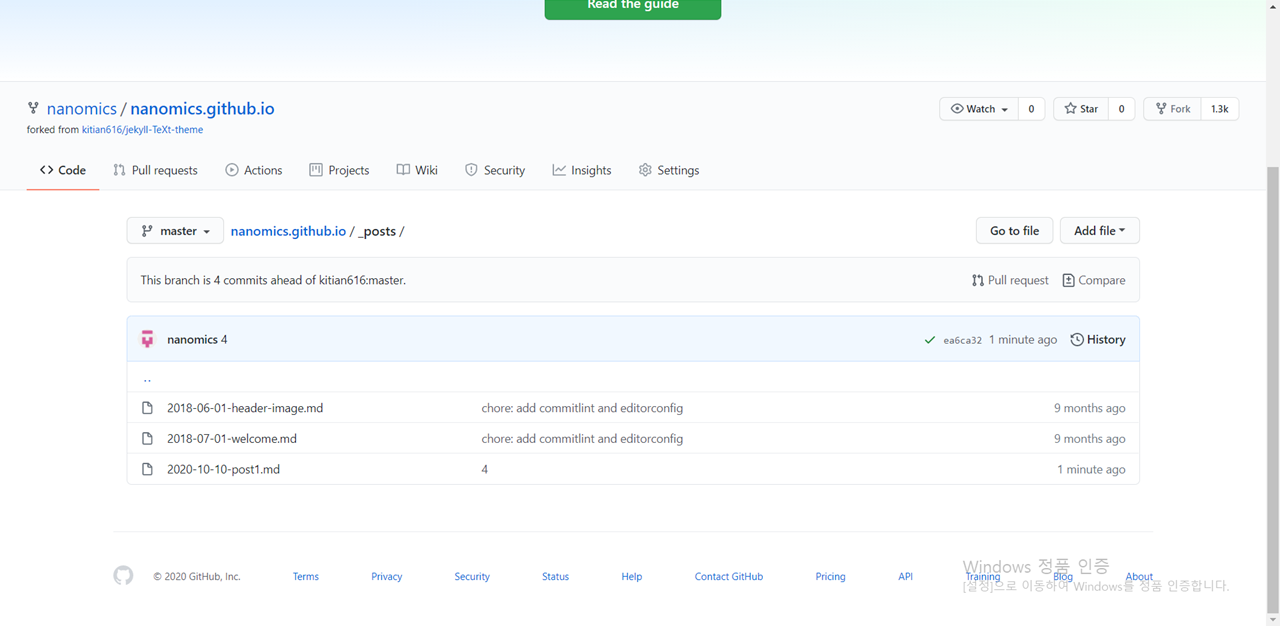 Read the guide
nanomics / nanomics.github.io
Watch 0 Star 0 Fork 1.3k
forked from kitian616/jekyll-TeXt-theme
Code Pull requests Actions Projects Wiki Security Insights Settings
master nanomics.github.io / _posts / Go to file Add file
This branch is 4 commits ahead of kitian616:master. Pull request Compare
nanomics 4 ea6ca32 1 minute ago History
..
2018-06-01-header-image.md chore: add commitlint and editorconfig 9 months ago
2018-07-01-welcome.md chore: add commitlint and editorconfig 9 months ago
2020-10-10-post1.md 4 1 minute ago
Windows 정품 인증
© 2020 GitHub, Inc. Terms Privacy Security Status Help Contact GitHub Pricing API Training Blog About
[설정]으로 이동하여 Windows를 정품 인증합니다.